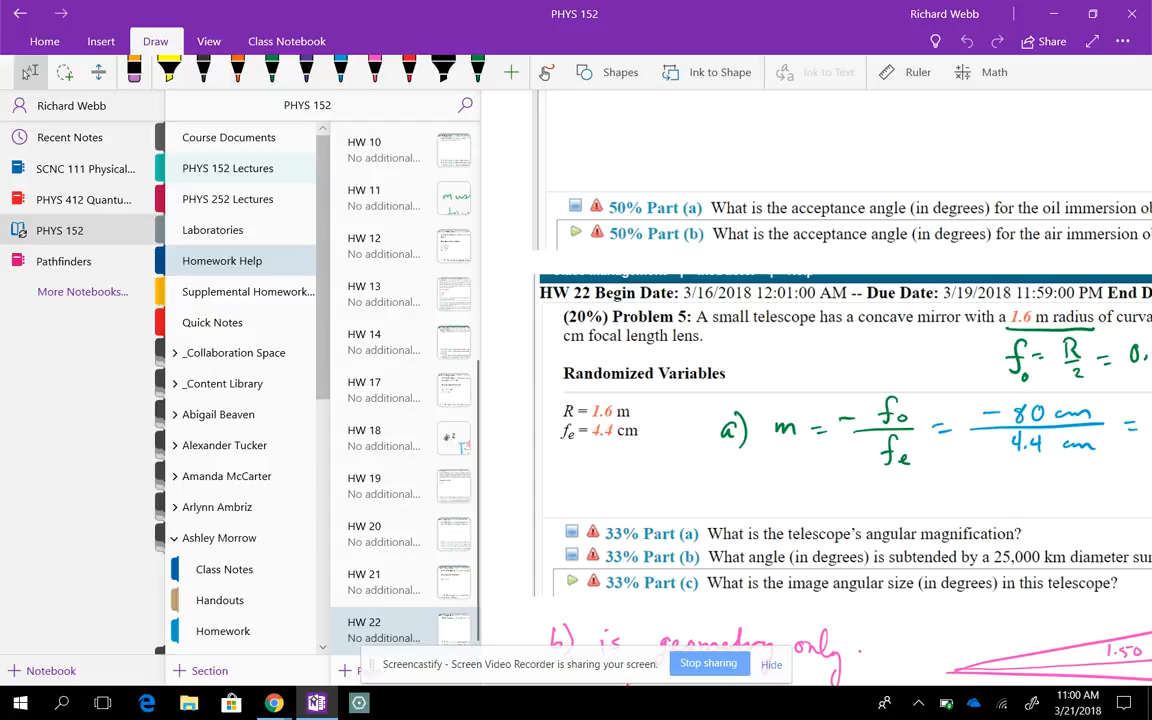 PHYS 152
Richard Webb
Home
Insert
Draw
View
Class Notebook
Share
Shapes
Ink to Shape
Ink to Text
Ruler
Math
Richard Webb
Recent Notes
SCNC 111 Physical...
PHYS 412 Quantu...
PHYS 152
Pathfinders
More Notebooks...
Notebook
PHYS 152
Course Documents
PHYS 152 Lectures
PHYS 252 Lectures
Laboratories
Homework Help
Supplemental Homework...
Quick Notes
_Collaboration Space
_Content Library
Abigail Beaven
Alexander Tucker
Amanda McCarter
Arlynn Ambriz
Ashley Morrow
Class Notes
Handouts
Homework
Section
HW 10
No additional...
HW 11
No additional...
HW 12
No additional...
HW 13
No additional...
HW 14
No additional...
HW 17
No additional...
HW 18
No additional...
HW 19
No additional...
HW 20
No additional...
HW 21
No additional...
HW 22
No additional...
50% Part (a) What is the acceptance angle (in degrees) for the oil immersion ob
50% Part (b) What is the acceptance angle (in degrees) for the air immersion o
HW 22 Begin Date: 3/16/2018 12:01:00 AM -- Due Date: 3/19/2018 11:59:00 PM End D
(20%) Problem 5: A small telescope has a concave mirror with a 1.6 m radius of curva
cm focal length lens.
f₀ = R/2 = 0.
Randomized Variables
R = 1.6 m
fe = 4.4 cm
a) m = - fo/fe = -80 cm/4.4 cm =
33% Part (a) What is the telescope's angular magnification?
33% Part (b) What angle (in degrees) is subtended by a 25,000 km diameter su
33% Part (c) What is the image angular size (in degrees) in this telescope?
b) is geometry only.
1.50
Screencastify - Screen Video Recorder is sharing your screen.
Stop sharing
Hide
11:00 AM
3/21/2018